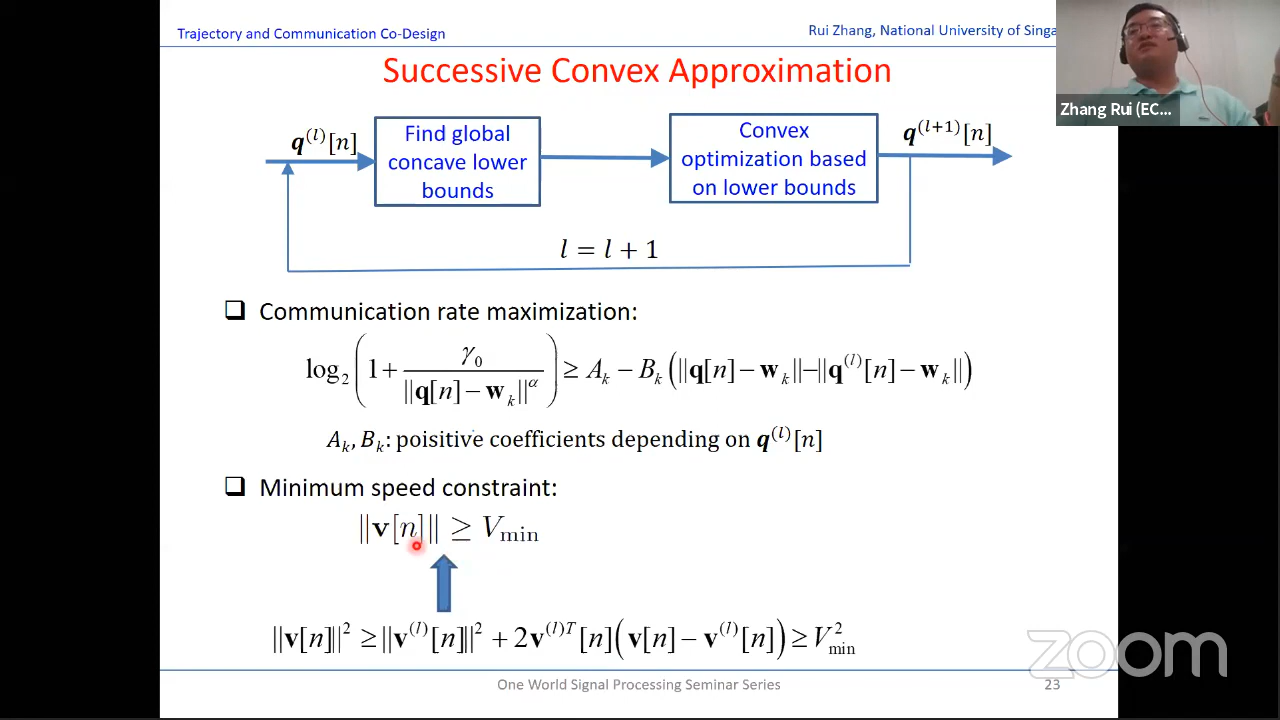 Trajectory and Communication Co-Design
Rui Zhang, National University of Singa
Zhang Rui (EC...
Successive Convex Approximation
q^(l)[n]
Find global
concave lower
bounds
Convex
optimization based
on lower bounds
q^(l+1)[n]
l = l + 1
❑ Communication rate maximization:
log₂(1 + γ₀ / ||q[n] − w_k||^α) ≥ A_k − B_k (||q[n] − w_k|| − ||q^(l)[n] − w_k||)
A_k, B_k: poisitive coefficients depending on q^(l)[n]
❑ Minimum speed constraint:
||v[n]|| ≥ V_min
||v[n]||² ≥ ||v^(l)[n]||² + 2v^(l)T[n](v[n] − v^(l)[n]) ≥ V²_min
One World Signal Processing Seminar Series
23
zoom